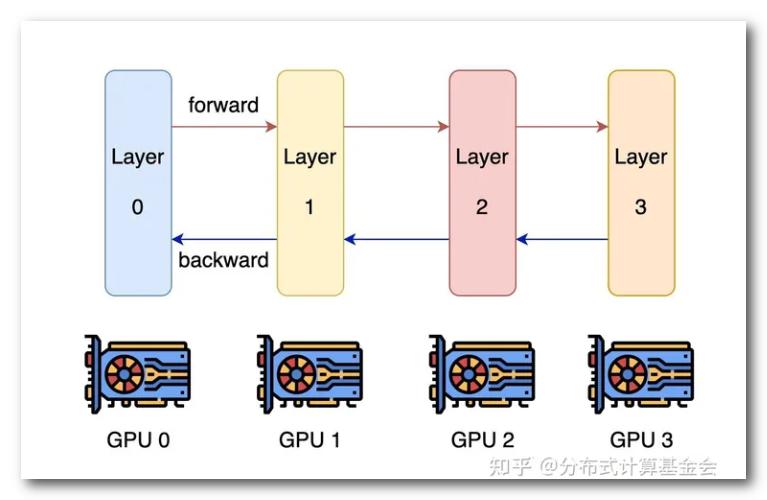 forward
Layer
0
Layer
1
Layer
2
Layer
3
backward
GPU 0
GPU 1
GPU 2
GPU 3
知乎 @分布式计算基金会